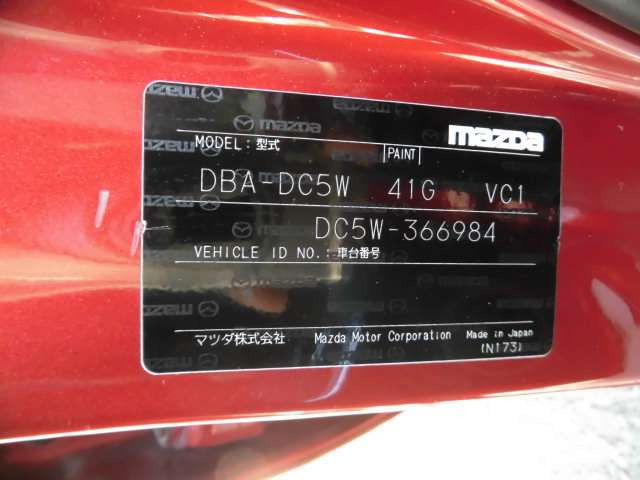 mazda
MODEL : 型式 PAINT
DBA-DC5W 41G VC1
DC5W-366984
VEHICLE ID NO. : 車台番号
マツダ株式会社 Mazda Motor Corporation Made in Japan
(N173)